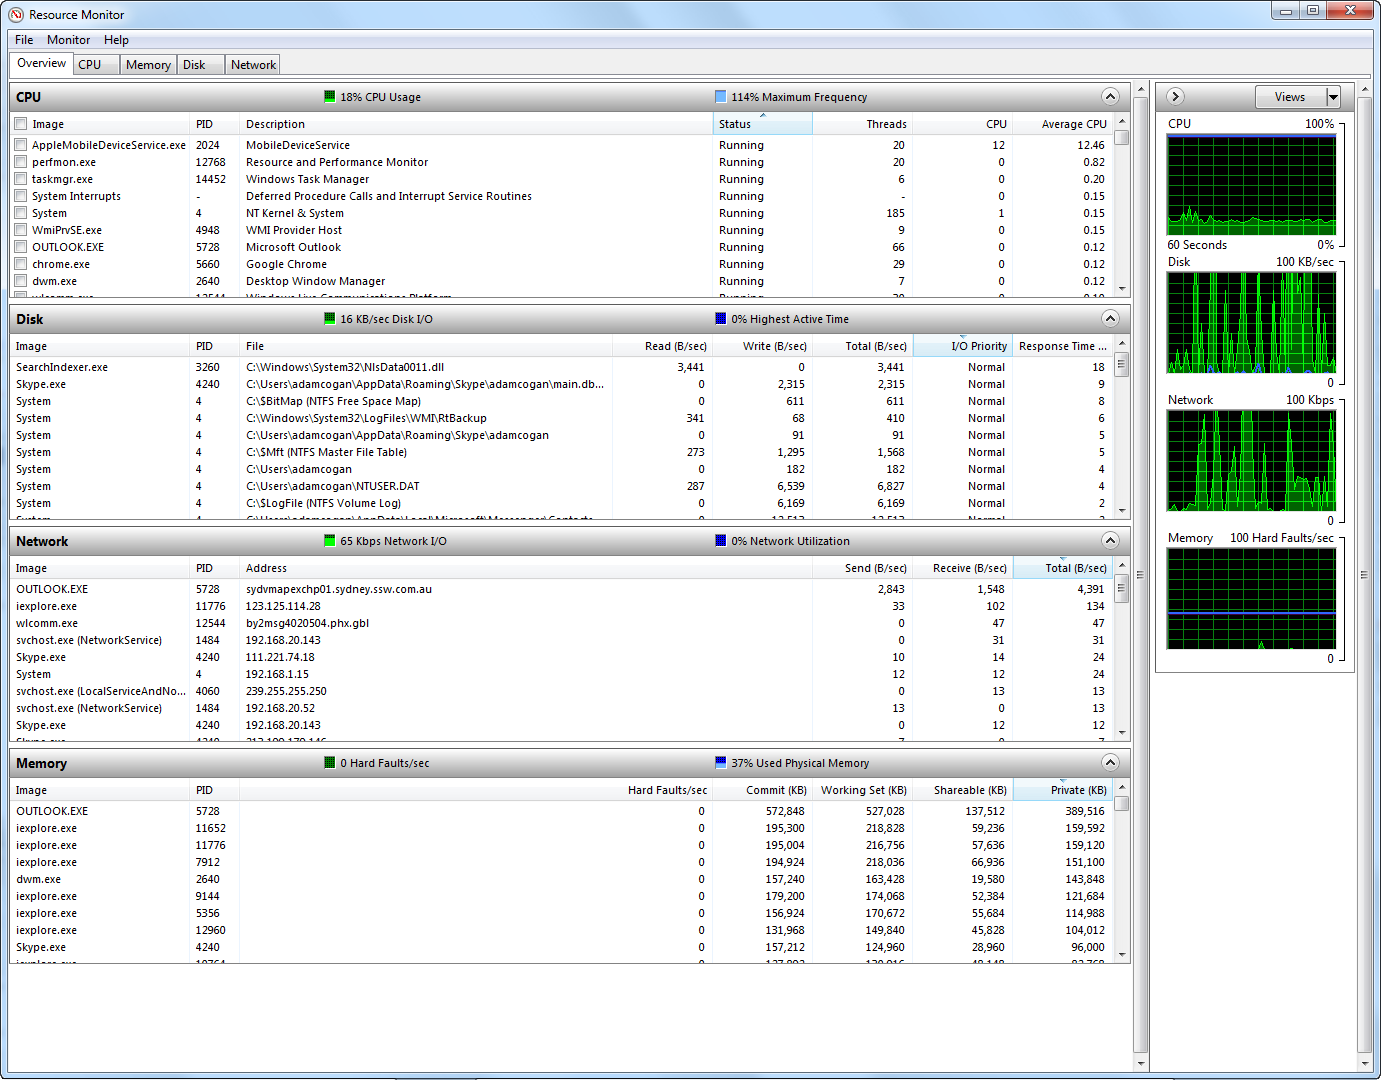 Resource Monitor
File Monitor Help
Overview CPU Memory Disk Network
CPU 18% CPU Usage 114% Maximum Frequency
Image PID Description Status Threads CPU Average CPU
AppleMobileDeviceService.exe 2024 MobileDeviceService Running 20 12 12.46
perfmon.exe 12768 Resource and Performance Monitor Running 20 0 0.82
taskmgr.exe 14452 Windows Task Manager Running 6 0 0.20
System Interrupts - Deferred Procedure Calls and Interrupt Service Routines Running - 0 0.15
System 4 NT Kernel & System Running 185 1 0.15
WmiPrvSE.exe 4948 WMI Provider Host Running 9 0 0.15
OUTLOOK.EXE 5728 Microsoft Outlook Running 66 0 0.12
chrome.exe 5660 Google Chrome Running 29 0 0.12
dwm.exe 2640 Desktop Window Manager Running 7 0 0.12
Disk 16 KB/sec Disk I/O 0% Highest Active Time
Image PID File Read (B/sec) Write (B/sec) Total (B/sec) I/O Priority Response Time ...
SearchIndexer.exe 3260 C:\Windows\System32\NlsData0011.dll 3,441 0 3,441 Normal 18
Skype.exe 4240 C:\Users\adamcogan\AppData\Roaming\Skype\adamcogan\main.db... 0 2,315 2,315 Normal 9
System 4 C:\$BitMap (NTFS Free Space Map) 0 611 611 Normal 8
System 4 C:\Windows\System32\LogFiles\WMI\RtBackup 341 68 410 Normal 6
System 4 C:\Users\adamcogan\AppData\Roaming\Skype\adamcogan 0 91 91 Normal 5
System 4 C:\$Mft (NTFS Master File Table) 273 1,295 1,568 Normal 5
System 4 C:\Users\adamcogan 0 182 182 Normal 4
System 4 C:\Users\adamcogan\NTUSER.DAT 287 6,539 6,827 Normal 4
System 4 C:\$LogFile (NTFS Volume Log) 0 6,169 6,169 Normal 2
Network 65 Kbps Network I/O 0% Network Utilization
Image PID Address Send (B/sec) Receive (B/sec) Total (B/sec)
OUTLOOK.EXE 5728 sydvmapexchp01.sydney.ssw.com.au 2,843 1,548 4,391
iexplore.exe 11776 123.125.114.28 33 102 134
wlcomm.exe 12544 by2msg4020504.phx.gbl 0 47 47
svchost.exe (NetworkService) 1484 192.168.20.143 0 31 31
Skype.exe 4240 111.221.74.18 10 14 24
System 4 192.168.1.15 12 12 24
svchost.exe (LocalServiceAndNo... 4060 239.255.255.250 0 13 13
svchost.exe (NetworkService) 1484 192.168.20.52 13 0 13
Skype.exe 4240 192.168.20.143 0 12 12
Memory 0 Hard Faults/sec 37% Used Physical Memory
Image PID Hard Faults/sec Commit (KB) Working Set (KB) Shareable (KB) Private (KB)
OUTLOOK.EXE 5728 0 572,848 527,028 137,512 389,516
iexplore.exe 11652 0 195,300 218,828 59,236 159,592
iexplore.exe 11776 0 195,004 216,756 57,636 159,120
iexplore.exe 7912 0 194,924 218,036 66,936 151,100
dwm.exe 2640 0 157,240 163,428 19,580 143,848
iexplore.exe 9144 0 179,200 174,068 52,384 121,684
iexplore.exe 5356 0 156,924 170,672 55,684 114,988
iexplore.exe 12960 0 131,968 149,840 45,828 104,012
Skype.exe 4240 0 157,212 124,960 28,960 96,000
Views
CPU 100%
60 Seconds 0%
Disk 100 KB/sec
0
Network 100 Kbps
0
Memory 100 Hard Faults/sec
0